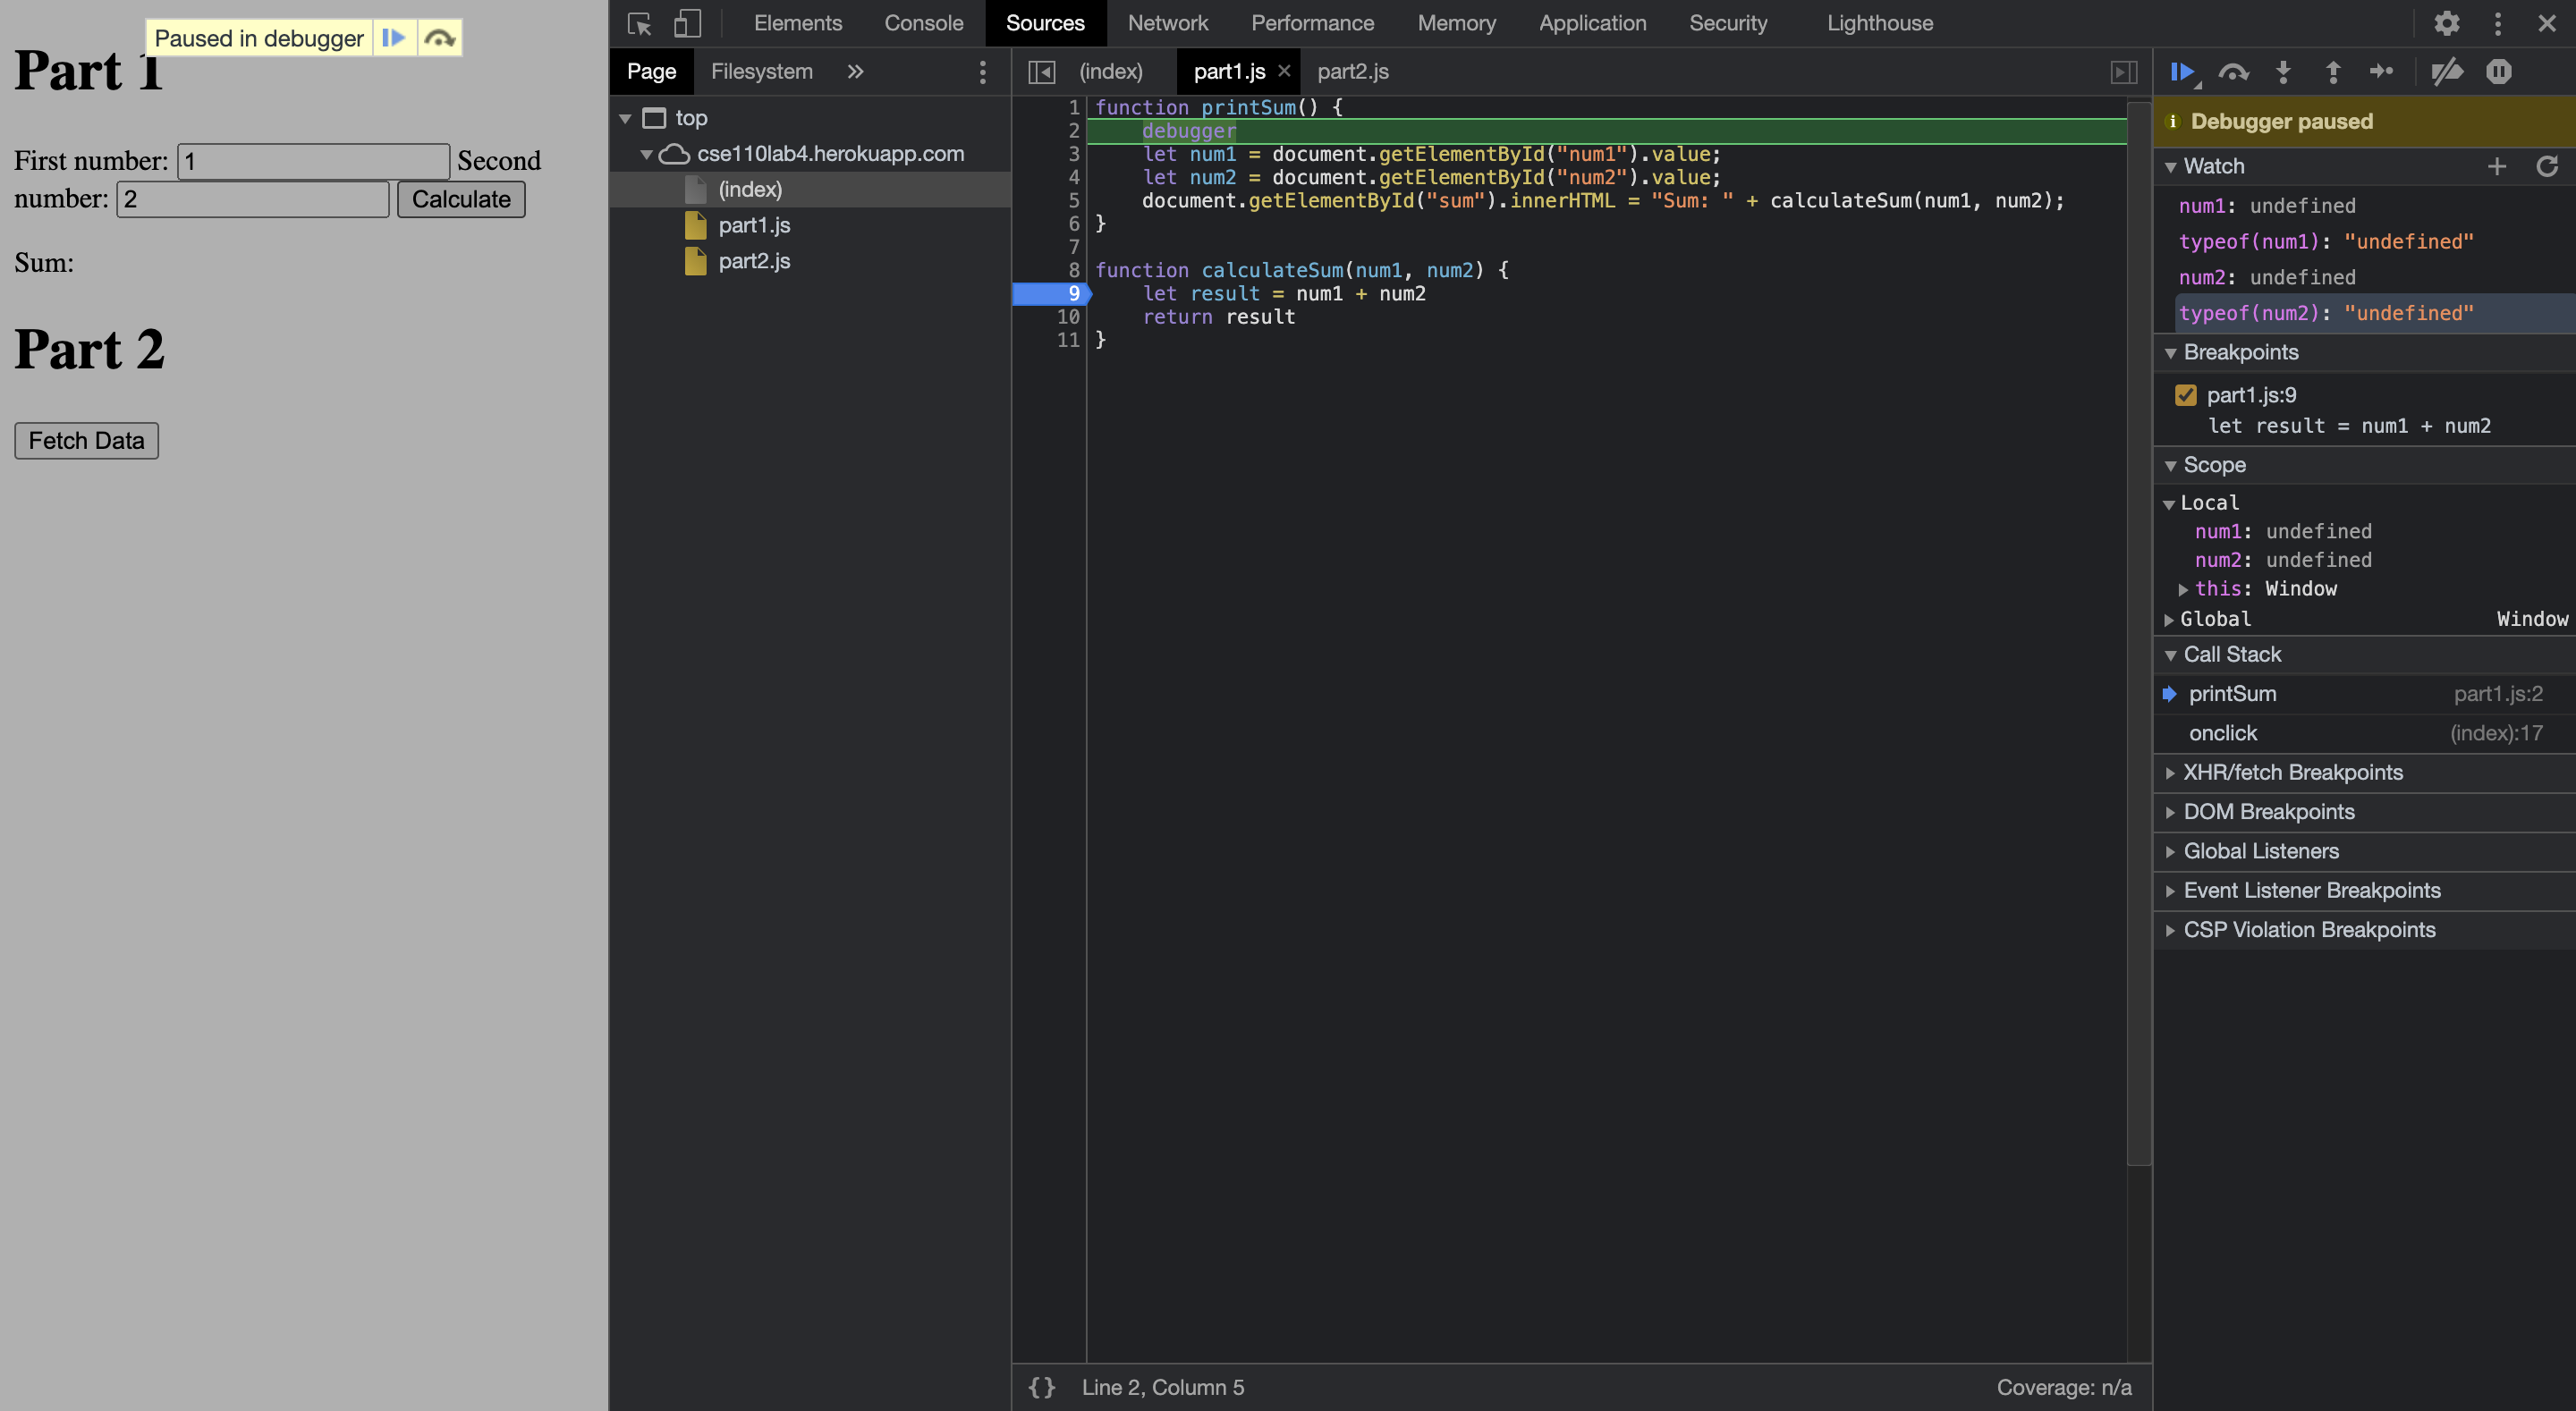 Paused in debugger
Part 1
First number: 1 Second
number: 2 Calculate
Sum:
Part 2
Fetch Data
Elements Console Sources Network Performance Memory Application Security Lighthouse
Page Filesystem »
top
cse110lab4.herokuapp.com
(index)
part1.js
part2.js
(index) part1.js × part2.js
1 function printSum() {
2 debugger
3 let num1 = document.getElementById("num1").value;
4 let num2 = document.getElementById("num2").value;
5 document.getElementById("sum").innerHTML = "Sum: " + calculateSum(num1, num2);
6 }
7
8 function calculateSum(num1, num2) {
9 let result = num1 + num2
10 return result
11 }
{} Line 2, Column 5 Coverage: n/a
Debugger paused
Watch
num1: undefined
typeof(num1): "undefined"
num2: undefined
typeof(num2): "undefined"
Breakpoints
part1.js:9
let result = num1 + num2
Scope
Local
num1: undefined
num2: undefined
this: Window
Global Window
Call Stack
printSum part1.js:2
onclick (index):17
XHR/fetch Breakpoints
DOM Breakpoints
Global Listeners
Event Listener Breakpoints
CSP Violation Breakpoints